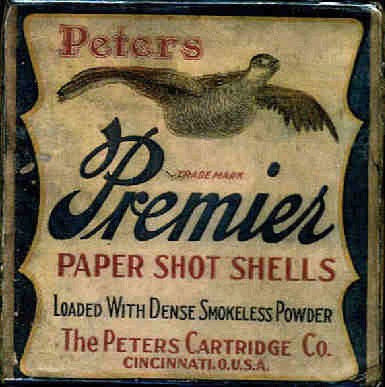 Peters
TRADE MARK
Premier
PAPER SHOT SHELLS
LOADED WITH DENSE SMOKELESS POWDER
The PETERS CARTRIDGE Co.
CINCINNATI.O.U.S.A.